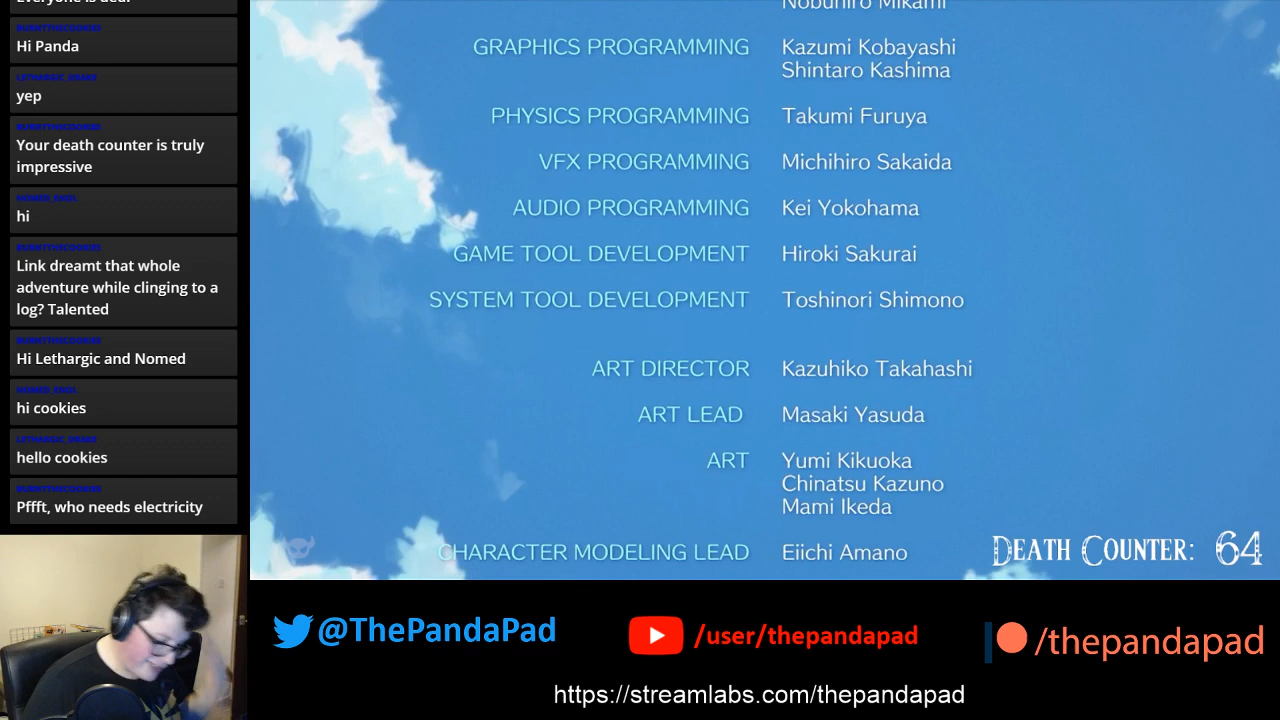 Hi Panda
yep
Your death counter is truly
impressive
hi
Link dreamt that whole
adventure while clinging to a
log? Talented
Hi Lethargic and Nomed
hi cookies
hello cookies
Pffft, who needs electricity
Nobuhiro Mikami
GRAPHICS PROGRAMMING Kazumi Kobayashi
Shintaro Kashima
PHYSICS PROGRAMMING Takumi Furuya
VFX PROGRAMMING Michihiro Sakaida
AUDIO PROGRAMMING Kei Yokohama
GAME TOOL DEVELOPMENT Hiroki Sakurai
SYSTEM TOOL DEVELOPMENT Toshinori Shimono
ART DIRECTOR Kazuhiko Takahashi
ART LEAD Masaki Yasuda
ART Yumi Kikuoka
Chinatsu Kazuno
Mami Ikeda
CHARACTER MODELING LEAD Eiichi Amano
DEATH COUNTER: 64
@ThePandaPad
/user/thepandapad
/thepandapad
https://streamlabs.com/thepandapad